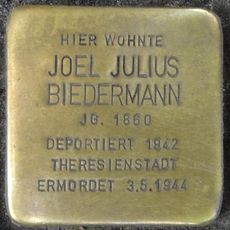 HIER WOHNTE
JOEL JULIUS
BIEDERMANN
JG. 1860
DEPORTIERT 1942
THERESIENSTADT
ERMORDET 3.5.1944